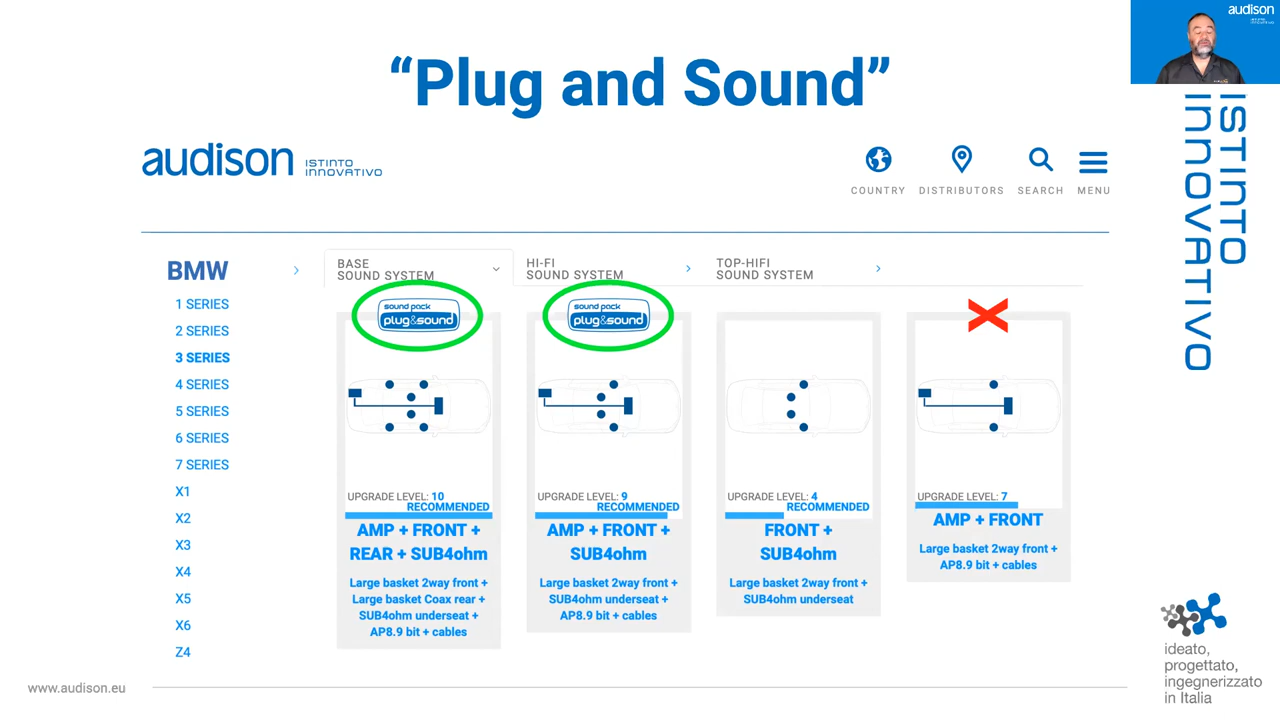 audison
“Plug and Sound”
audison ISTINTO INNOVATIVO
COUNTRY DISTRIBUTORS SEARCH MENU
ISTINTO
INNOVATIVO
BMW
1 SERIES
2 SERIES
3 SERIES
4 SERIES
5 SERIES
6 SERIES
7 SERIES
X1
X2
X3
X4
X5
X6
Z4
BASE
SOUND SYSTEM
HI-FI
SOUND SYSTEM
TOP-HIFI
SOUND SYSTEM
sound pack
plug&sound
UPGRADE LEVEL: 10
RECOMMENDED
AMP + FRONT +
REAR + SUB4ohm
Large basket 2way front +
Large basket Coax rear +
SUB4ohm underseat +
AP8.9 bit + cables
sound pack
plug&sound
UPGRADE LEVEL: 9
RECOMMENDED
AMP + FRONT +
SUB4ohm
Large basket 2way front +
SUB4ohm underseat +
AP8.9 bit + cables
UPGRADE LEVEL: 4
RECOMMENDED
FRONT +
SUB4ohm
Large basket 2way front +
SUB4ohm underseat
UPGRADE LEVEL: 7
AMP + FRONT
Large basket 2way front +
AP8.9 bit + cables
ideato,
progettato,
ingegnerizzato
in Italia
www.audison.eu